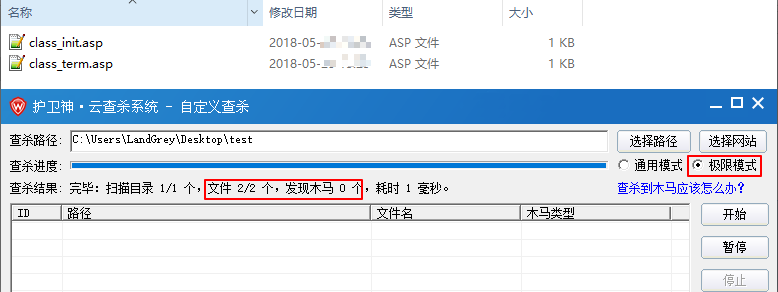 名称 修改日期 类型 大小
class_init.asp 2018-05- ASP 文件 1 KB
class_term.asp 2018-05- ASP 文件 1 KB
护卫神·云查杀系统 - 自定义查杀
查杀路径: C:\Users\LandGrey\Desktop\test 选择路径 选择网站
查杀进度: 通用模式 极限模式
查杀结果: 完毕: 扫描目录 1/1 个, 文件 2/2 个, 发现木马 0 个, 耗时 1 毫秒。 查杀到木马应该怎么办?
ID 路径 文件名 木马类型 开始
暂停
停止